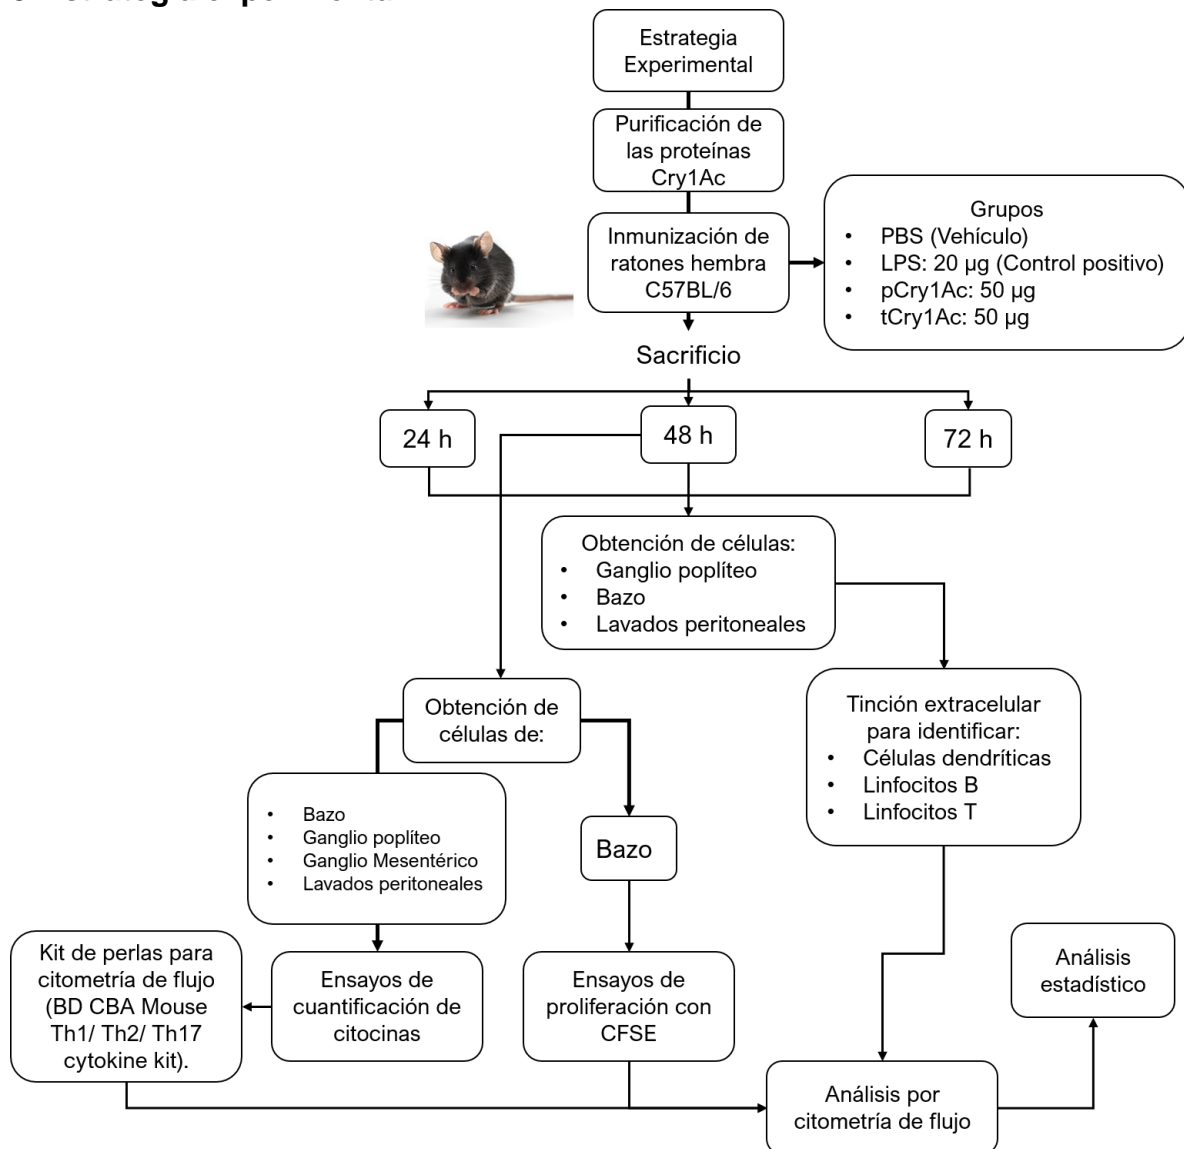 Estrategia
Experimental
Purificación de
las proteínas
Cry1Ac
Inmunización de
ratones hembra
C57BL/6
Grupos
• PBS (Vehículo)
• LPS: 20 µg (Control positivo)
• pCry1Ac: 50 µg
• tCry1Ac: 50 µg
Sacrificio
24 h
48 h
72 h
Obtención de células:
• Ganglio poplíteo
• Bazo
• Lavados peritoneales
Obtención de
células de:
Tinción extracelular
para identificar:
• Células dendríticas
• Linfocitos B
• Linfocitos T
• Bazo
• Ganglio poplíteo
• Ganglio Mesentérico
• Lavados peritoneales
Bazo
Kit de perlas para
citometría de flujo
(BD CBA Mouse
Th1/ Th2/ Th17
cytokine kit).
Ensayos de
cuantificación de
citocinas
Ensayos de
proliferación con
CFSE
Análisis
estadístico
Análisis por
citometría de flujo